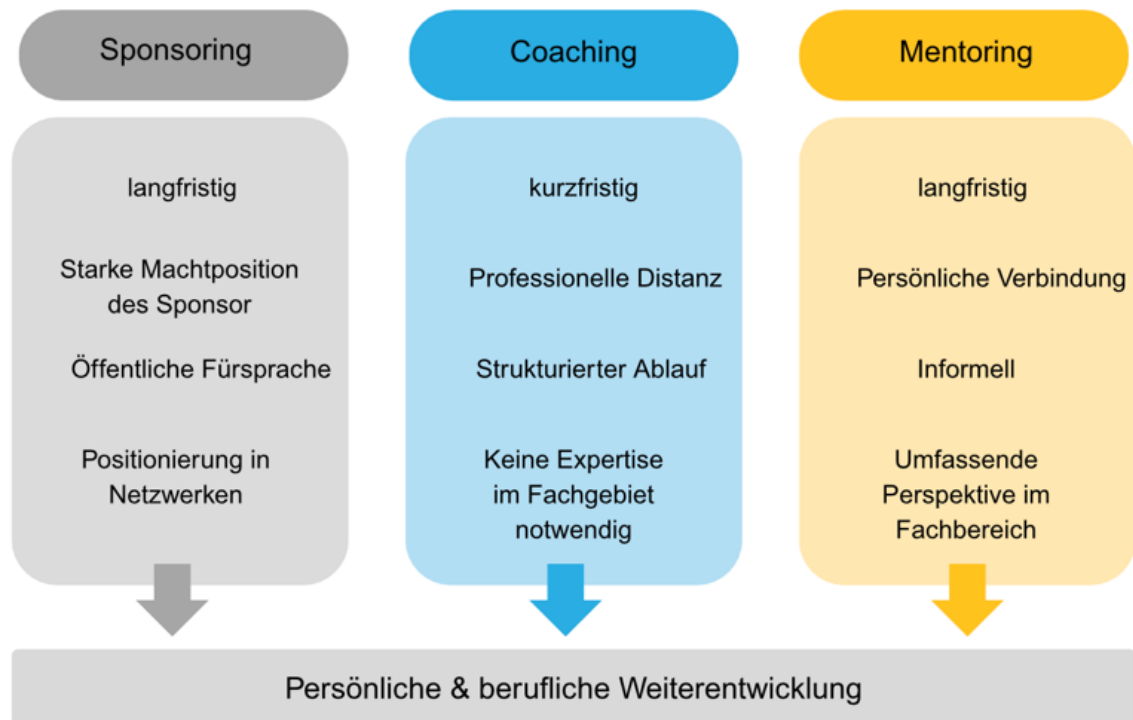 Sponsoring
langfristig
Starke Machtposition
des Sponsor
Öffentliche Fürsprache
Positionierung in
Netzwerken
Coaching
kurzfristig
Professionelle Distanz
Strukturierter Ablauf
Keine Expertise
im Fachgebiet
notwendig
Mentoring
langfristig
Persönliche Verbindung
Informell
Umfassende
Perspektive im
Fachbereich
Persönliche & berufliche Weiterentwicklung